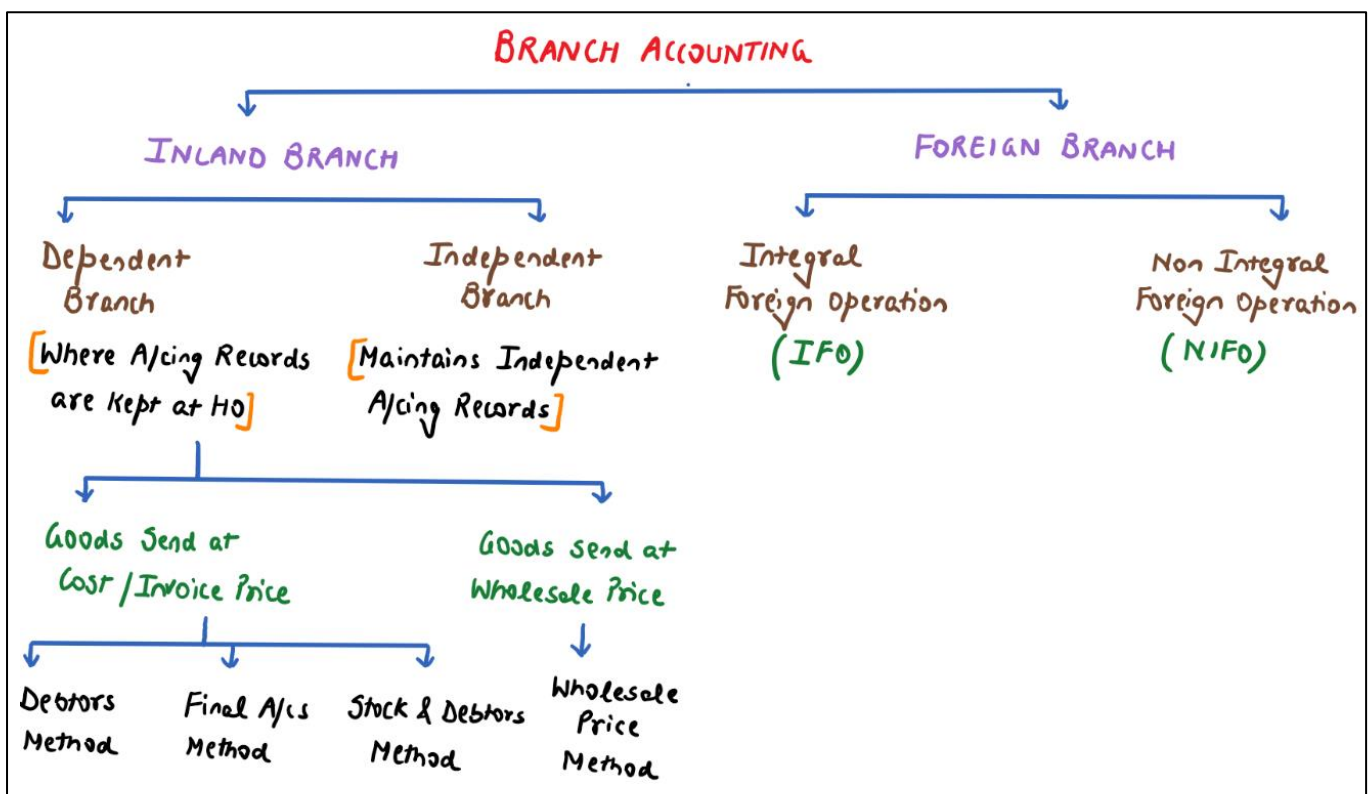 BRANCH ACCOUNTING
INLAND BRANCH
FOREIGN BRANCH
Dependent
Branch
Independent
Branch
Integral
Foreign Operation
(IFO)
Non Integral
Foreign Operation
(NIFO)
[Where A/cing Records
are kept at HO]
[Maintains Independent
A/cing Records]
Goods Send at
Cost/Invoice Price
Goods send at
Wholesale Price
Debtors
Method
Final A/cs
Method
Stock & Debtors
Method
Wholesale
Price
Method